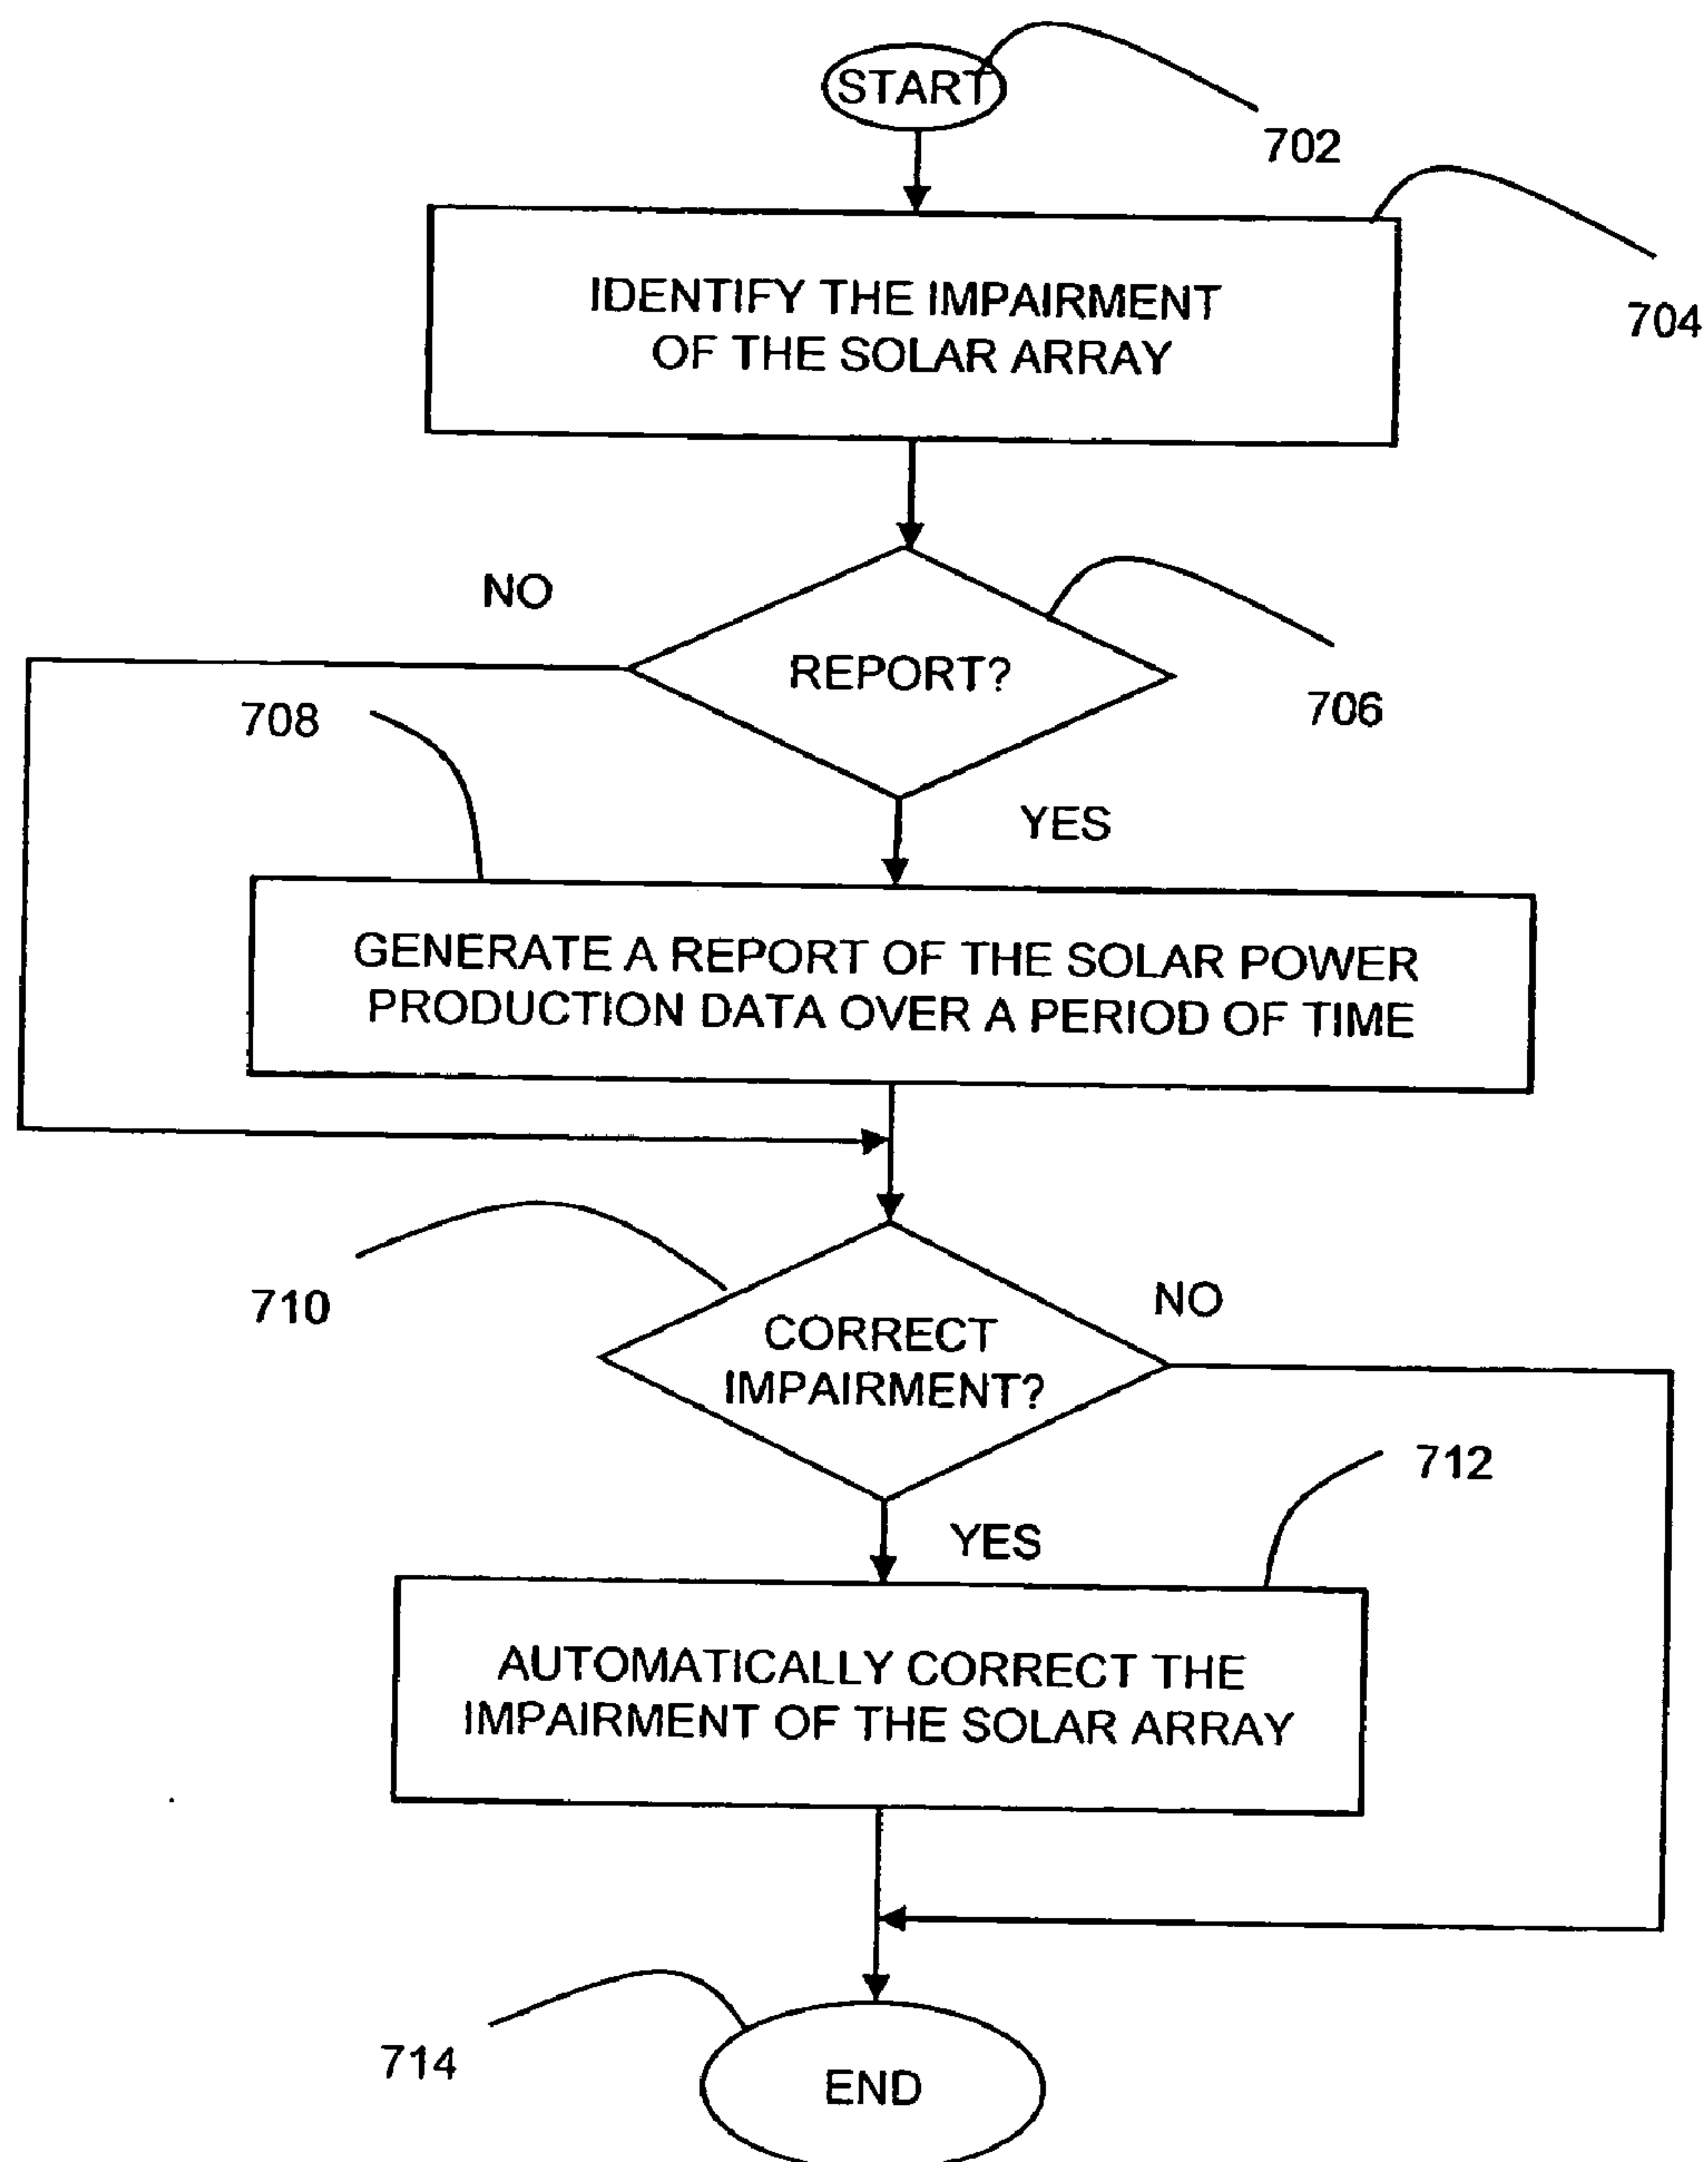 START
702
704
IDENTIFY THE IMPAIRMENT
OF THE SOLAR ARRAY
NO
REPORT?
706
708
YES
GENERATE A REPORT OF THE SOLAR POWER
PRODUCTION DATA OVER A PERIOD OF TIME
710
NO
CORRECT
IMPAIRMENT?
712
YES
AUTOMATICALLY CORRECT THE
IMPAIRMENT OF THE SOLAR ARRAY
714
END